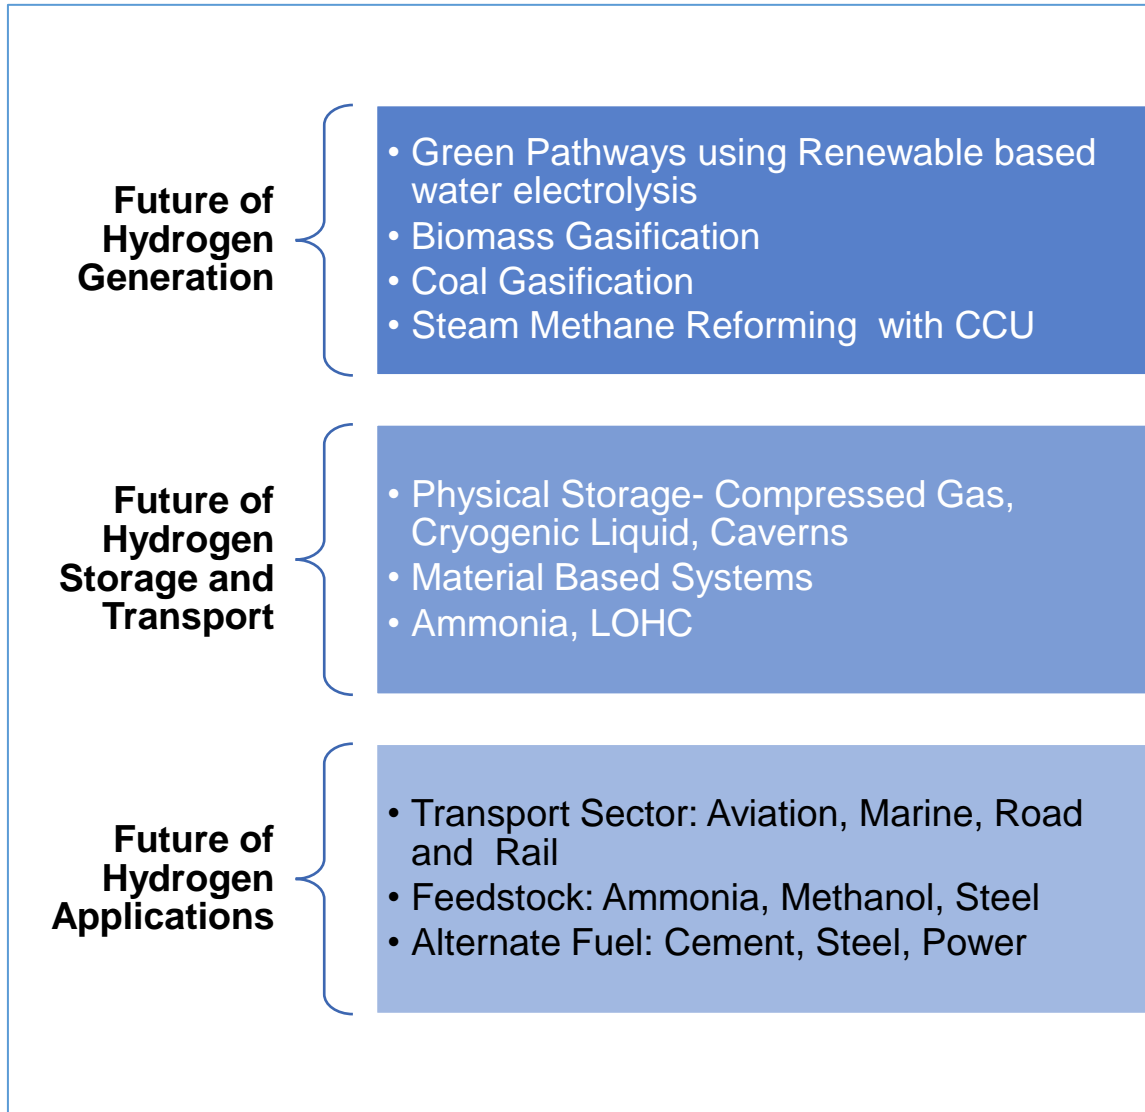 Future of
Hydrogen
Generation
• Green Pathways using Renewable based
water electrolysis
• Biomass Gasification
• Coal Gasification
• Steam Methane Reforming  with CCU
Future of
Hydrogen
Storage and
Transport
• Physical Storage- Compressed Gas,
Cryogenic Liquid, Caverns
• Material Based Systems
• Ammonia, LOHC
Future of
Hydrogen
Applications
• Transport Sector: Aviation, Marine, Road
and  Rail
• Feedstock: Ammonia, Methanol, Steel
• Alternate Fuel: Cement, Steel, Power